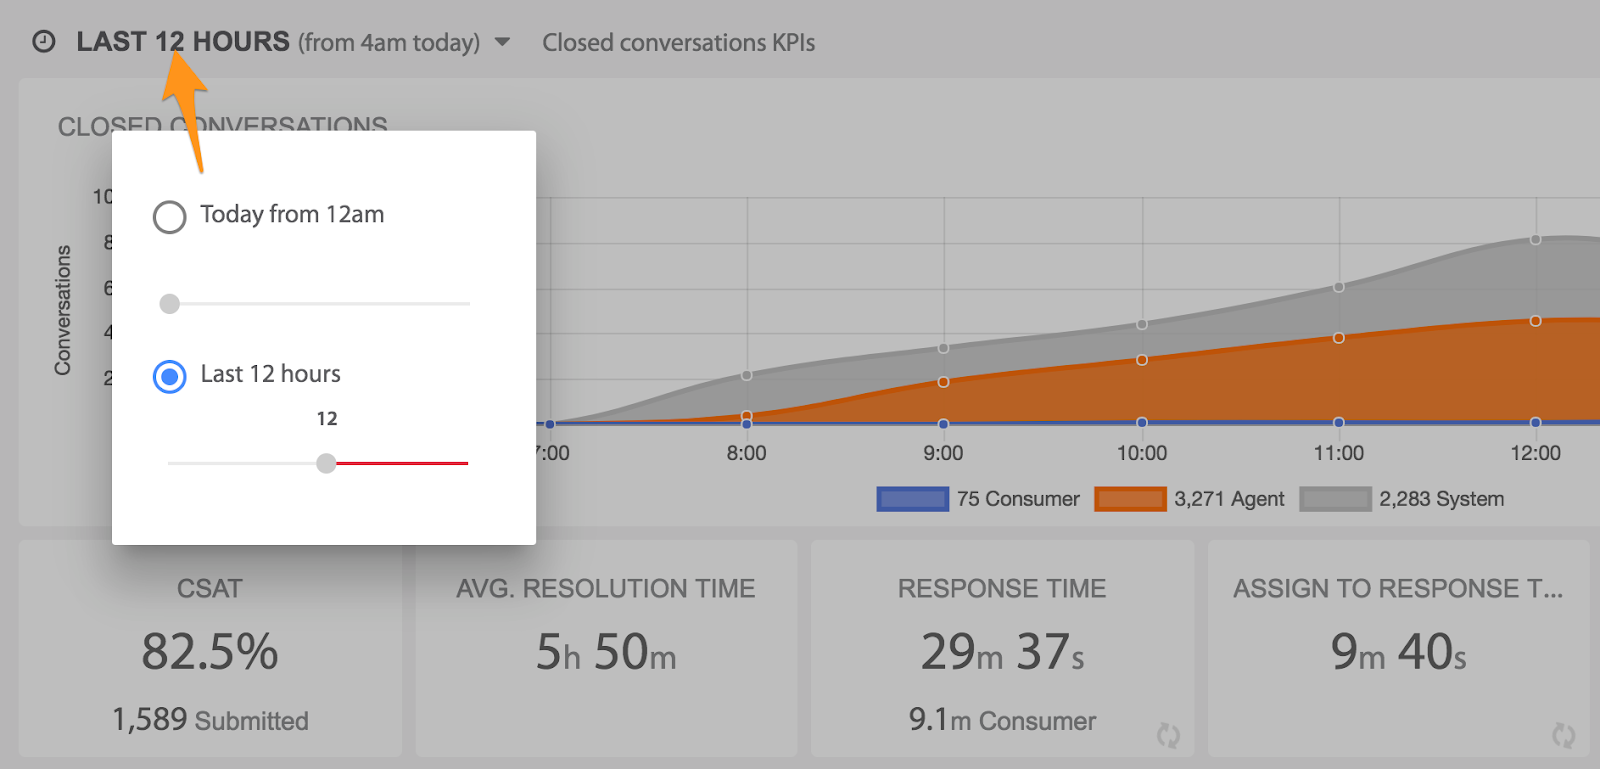 LAST 12 HOURS (from 4am today) Closed conversations KPIs
CLOSED CONVERSATIONS
Today from 12am
Last 12 hours
12
Conversations
10
8
6
4
2
7:00 8:00 9:00 10:00 11:00 12:00
75 Consumer 3,271 Agent 2,283 System
CSAT
82.5%
1,589 Submitted
AVG. RESOLUTION TIME
5h 50m
RESPONSE TIME
29m 37s
9.1m Consumer
ASSIGN TO RESPONSE T...
9m 40s